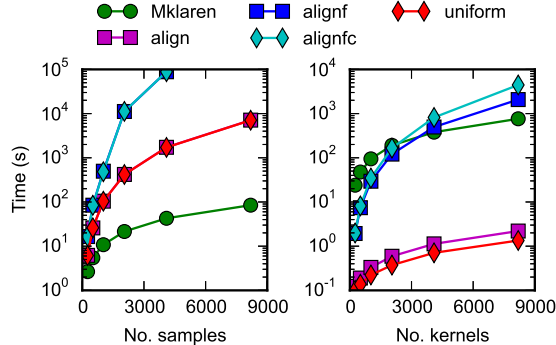 Mklaren alignf uniform
align alignfc
10^5 10^4
10^4 10^3
10^3 10^2
10^2 10^1
10^1 10^0
10^0 10^-1
Time (s)
0 3000 6000 9000 0 3000 6000 9000
No. samples No. kernels